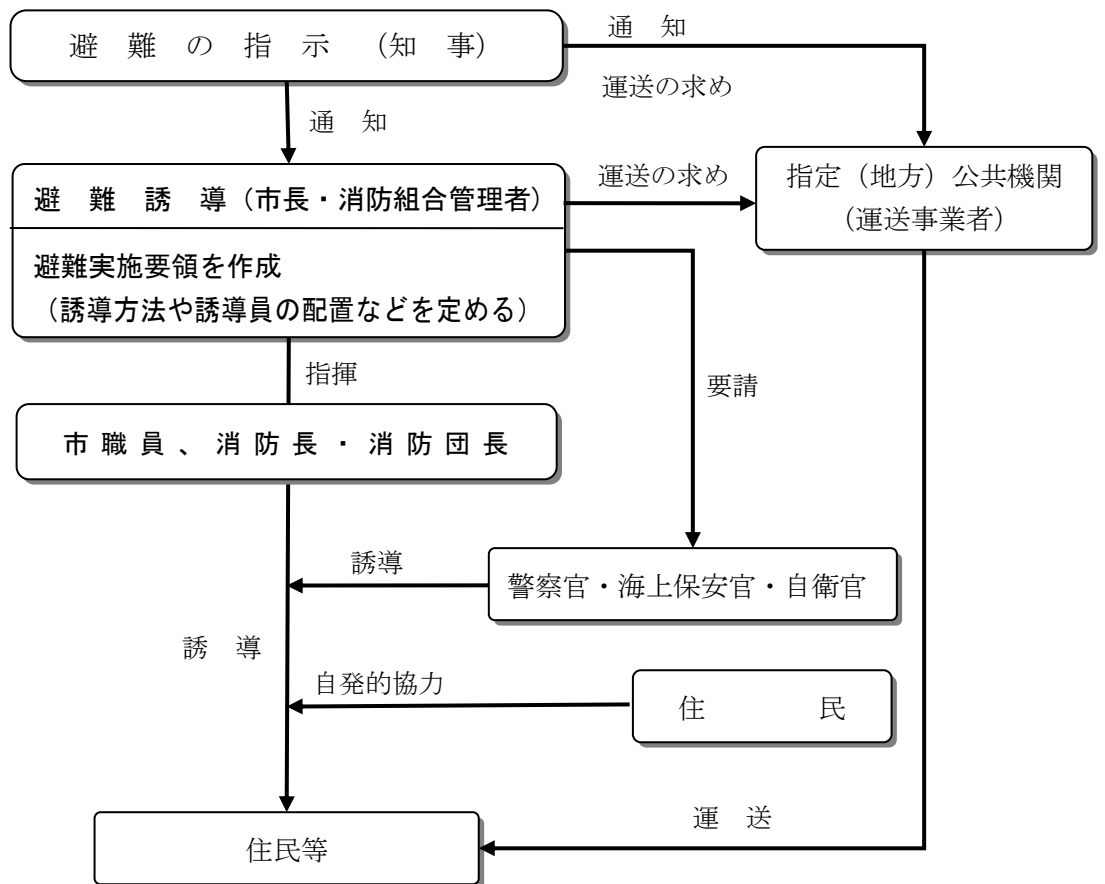 避 難 の 指 示 (知 事)
通 知
運送の求め
通 知
避 難 誘 導(市長・消防組合管理者)
避難実施要領を作成
(誘導方法や誘導員の配置などを定める)
運送の求め
指定(地方)公共機関
(運送事業者)
指揮
要請
市 職 員 、 消 防 長 ・ 消 防 団 長
誘導
警察官・海上保安官・自衛官
誘 導
自発的協力
住 民
運 送
住民等